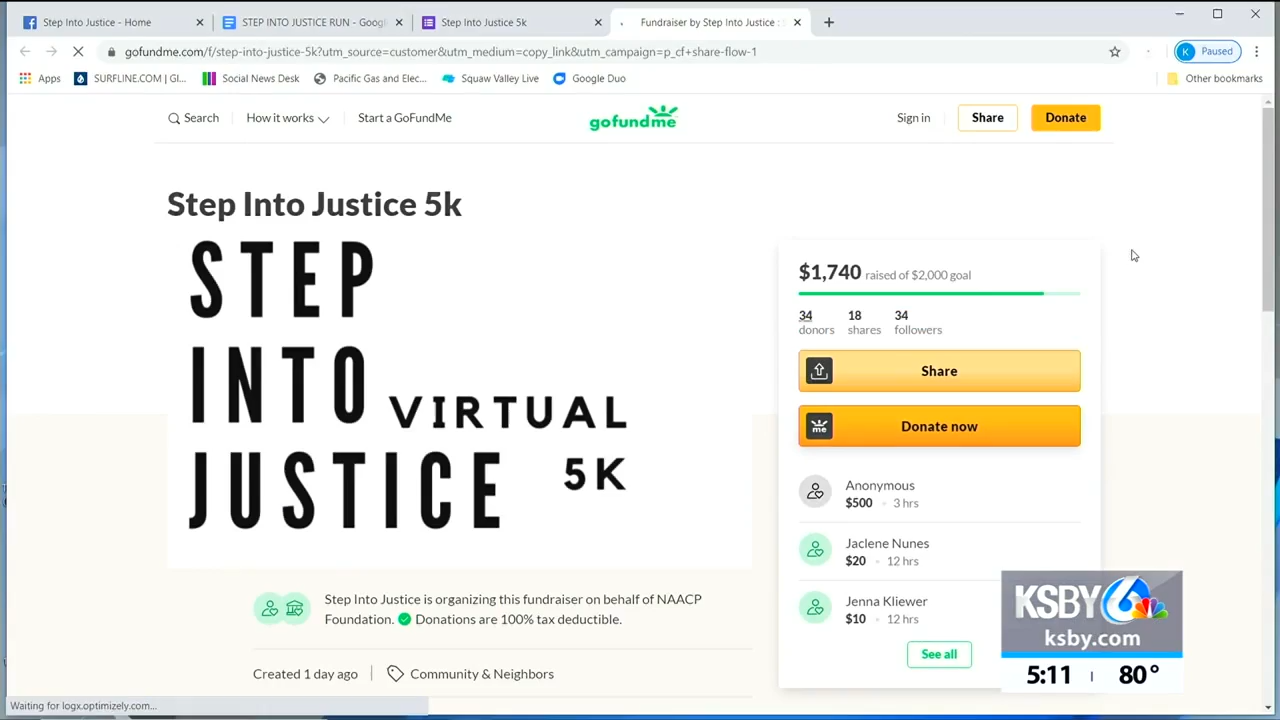 Step Into Justice - Home
STEP INTO JUSTICE RUN - Googl
Step Into Justice 5k
Fundraiser by Step Into Justice :
gofundme.com/f/step-into-justice-5k?utm_source=customer&utm_medium=copy_link&utm_campaign=p_cf+share-flow-1
K Paused
Apps SURFLINE.COM | Gl... Social News Desk Pacific Gas and Elec... Squaw Valley Live Google Duo Other bookmarks
Search How it works Start a GoFundMe gofundme Sign in Share Donate
Step Into Justice 5k
STEP
INTO
VIRTUAL
JUSTICE
5K
$1,740 raised of $2,000 goal
34 18 34
donors shares followers
Share
me Donate now
Anonymous
$500 • 3 hrs
Jaclene Nunes
$20 • 12 hrs
Jenna Kliewer
$10 • 12 hrs
See all
Step Into Justice is organizing this fundraiser on behalf of NAACP
Foundation. Donations are 100% tax deductible.
Created 1 day ago Community & Neighbors
KSBY 6
ksby.com
5:11 80°
Waiting for logx.optimizely.com...